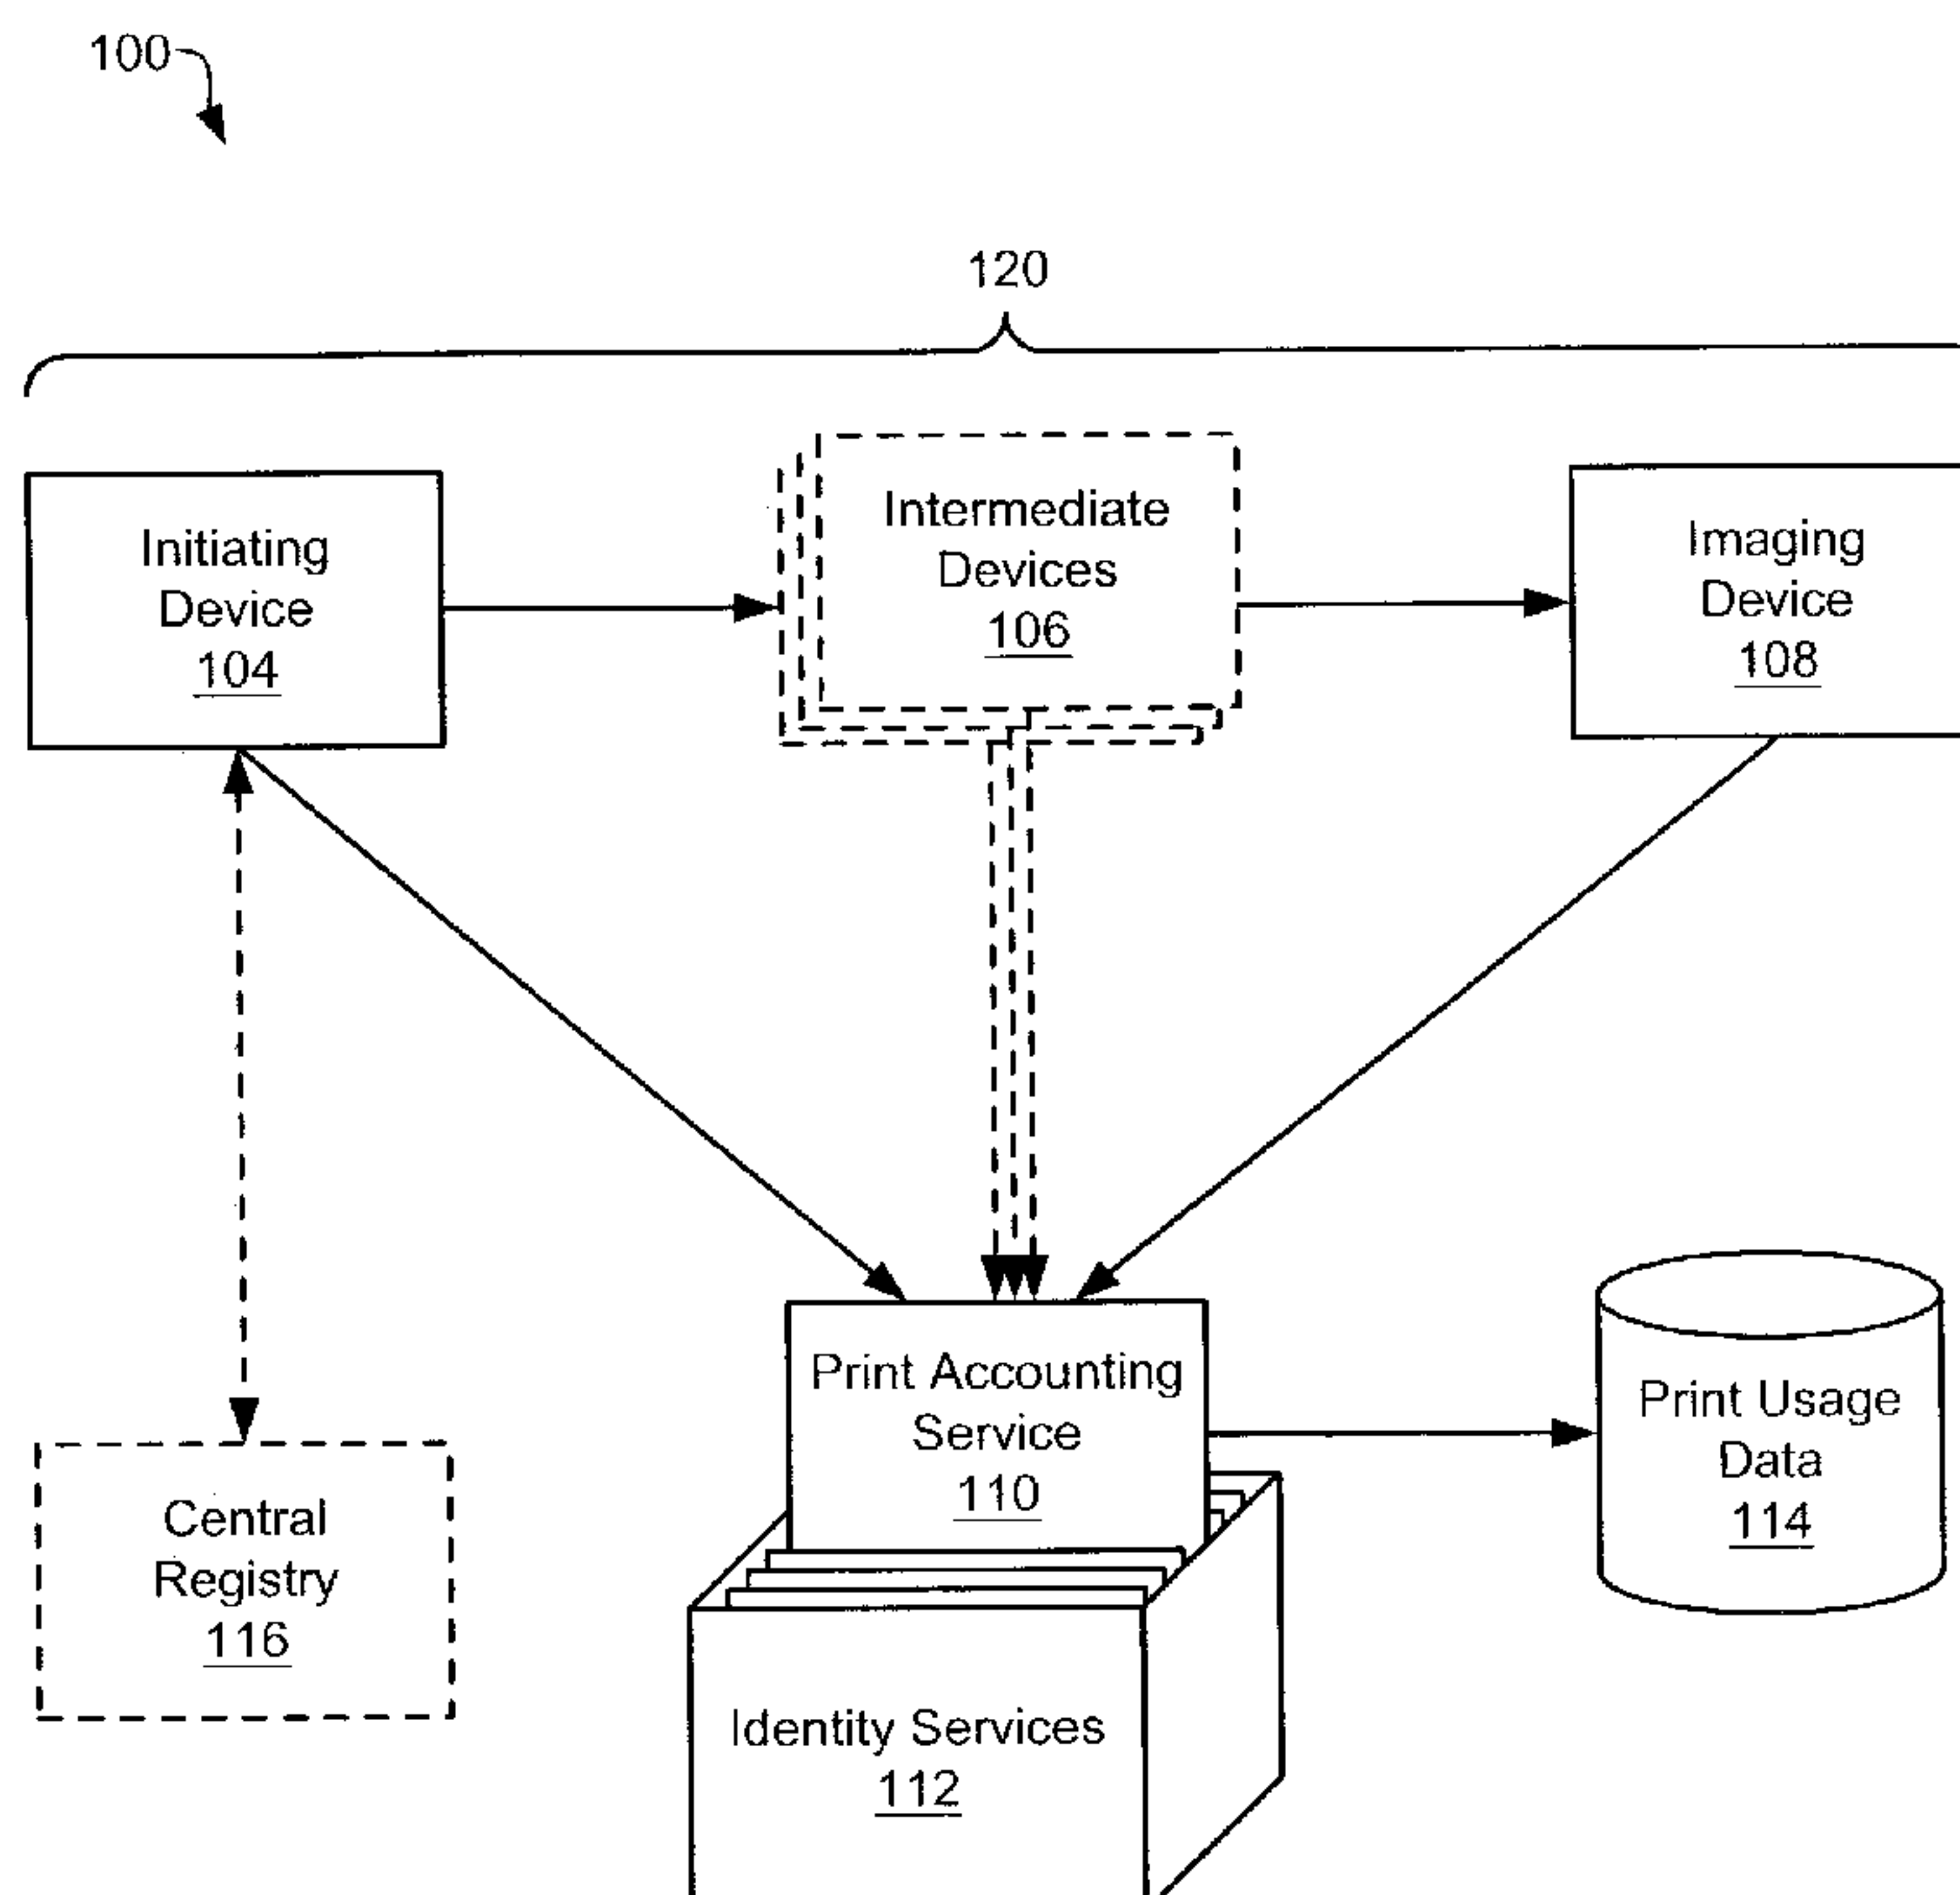 100
120
Initiating
Device
104
Intermediate
Devices
106
Imaging
Device
108
Print Accounting
Service
110
Print Usage
Data
114
Central
Registry
116
Identity Services
112